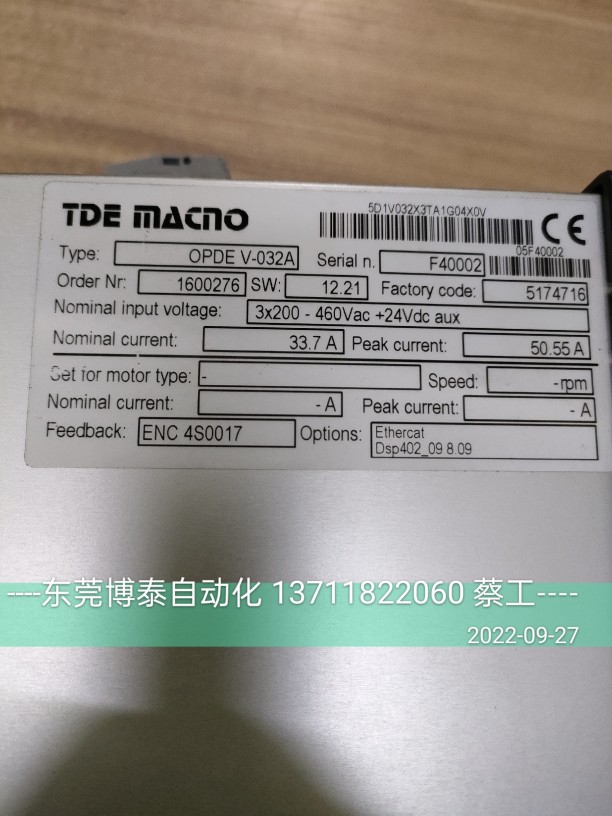 TDE MACNO
5D1V032X3TA1G04X0V
CE
Type: OPDE V-032A Serial n. F40002
05F40002
Order Nr: 1600276 SW: 12.21 Factory code: 5174716
Nominal input voltage: 3x200 - 460Vac +24Vdc aux
Nominal current: 33.7 A Peak current: 50.55 A
Set for motor type: - Speed: -rpm
Nominal current: - A Peak current: - A
Feedback: ENC 4S0017 Options: Ethercat
Dsp402_09 8.09
----东莞博泰自动化 13711822060 蔡工----
2022-09-27